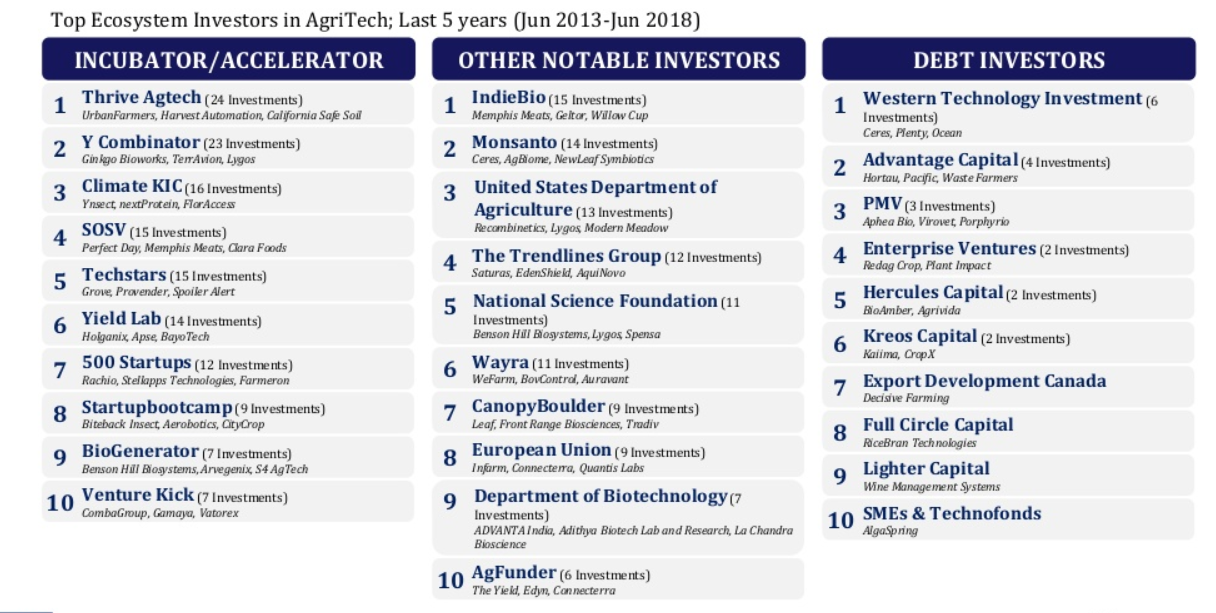 Top Ecosystem Investors in AgriTech; Last 5 years (Jun 2013-Jun 2018)
INCUBATOR/ACCELERATOR
1 Thrive Agtech (24 Investments)
UrbanFarmers, Harvest Automation, California Safe Soil
2 Y Combinator (23 Investments)
Ginkgo Bioworks, TerrAvion, Lygos
3 Climate KIC (16 Investments)
Ynsect, nextProtein, FlorAccess
4 SOSV (15 Investments)
Perfect Day, Memphis Meats, Clara Foods
5 Techstars (15 Investments)
Grove, Provender, Spoiler Alert
6 Yield Lab (14 Investments)
Holganix, Apse, BayoTech
7 500 Startups (12 Investments)
Rachio, Stellapps Technologies, Farmeron
8 Startupbootcamp (9 Investments)
Biteback Insect, Aerobotics, CityCrop
9 BioGenerator (7 Investments)
Benson Hill Biosystems, Arvegenix, S4 AgTech
10 Venture Kick (7 Investments)
CombaGroup, Gamaya, Vatorex
OTHER NOTABLE INVESTORS
1 IndieBio (15 Investments)
Memphis Meats, Geltor, Willow Cup
2 Monsanto (14 Investments)
Ceres, AgBiome, NewLeaf Symbiotics
3 United States Department of
Agriculture (13 Investments)
Recombinetics, Lygos, Modern Meadow
4 The Trendlines Group (12 Investments)
Saturas, EdenShield, AquiNovo
5 National Science Foundation (11
Investments)
Benson Hill Biosystems, Lygos, Spensa
6 Wayra (11 Investments)
WeFarm, BovControl, Auravant
7 CanopyBoulder (9 Investments)
Leaf, Front Range Biosciences, Tradiv
8 European Union (9 Investments)
Infarm, Connecterra, Quantis Labs
9 Department of Biotechnology (7
Investments)
ADVANTA India, Adithya Biotech Lab and Research, La Chandra
Bioscience
10 AgFunder (6 Investments)
The Yield, Edyn, Connecterra
DEBT INVESTORS
1 Western Technology Investment (6
Investments)
Ceres, Plenty, Ocean
2 Advantage Capital (4 Investments)
Hortau, Pacific, Waste Farmers
3 PMV (3 Investments)
Aphea Bio, Virovet, Porphyrio
4 Enterprise Ventures (2 Investments)
Redag Crop, Plant Impact
5 Hercules Capital (2 Investments)
BioAmber, Agrivida
6 Kreos Capital (2 Investments)
Kaiima, CropX
7 Export Development Canada
Decisive Farming
8 Full Circle Capital
RiceBran Technologies
9 Lighter Capital
Wine Management Systems
10 SMEs & Technofonds
AlgaSpring